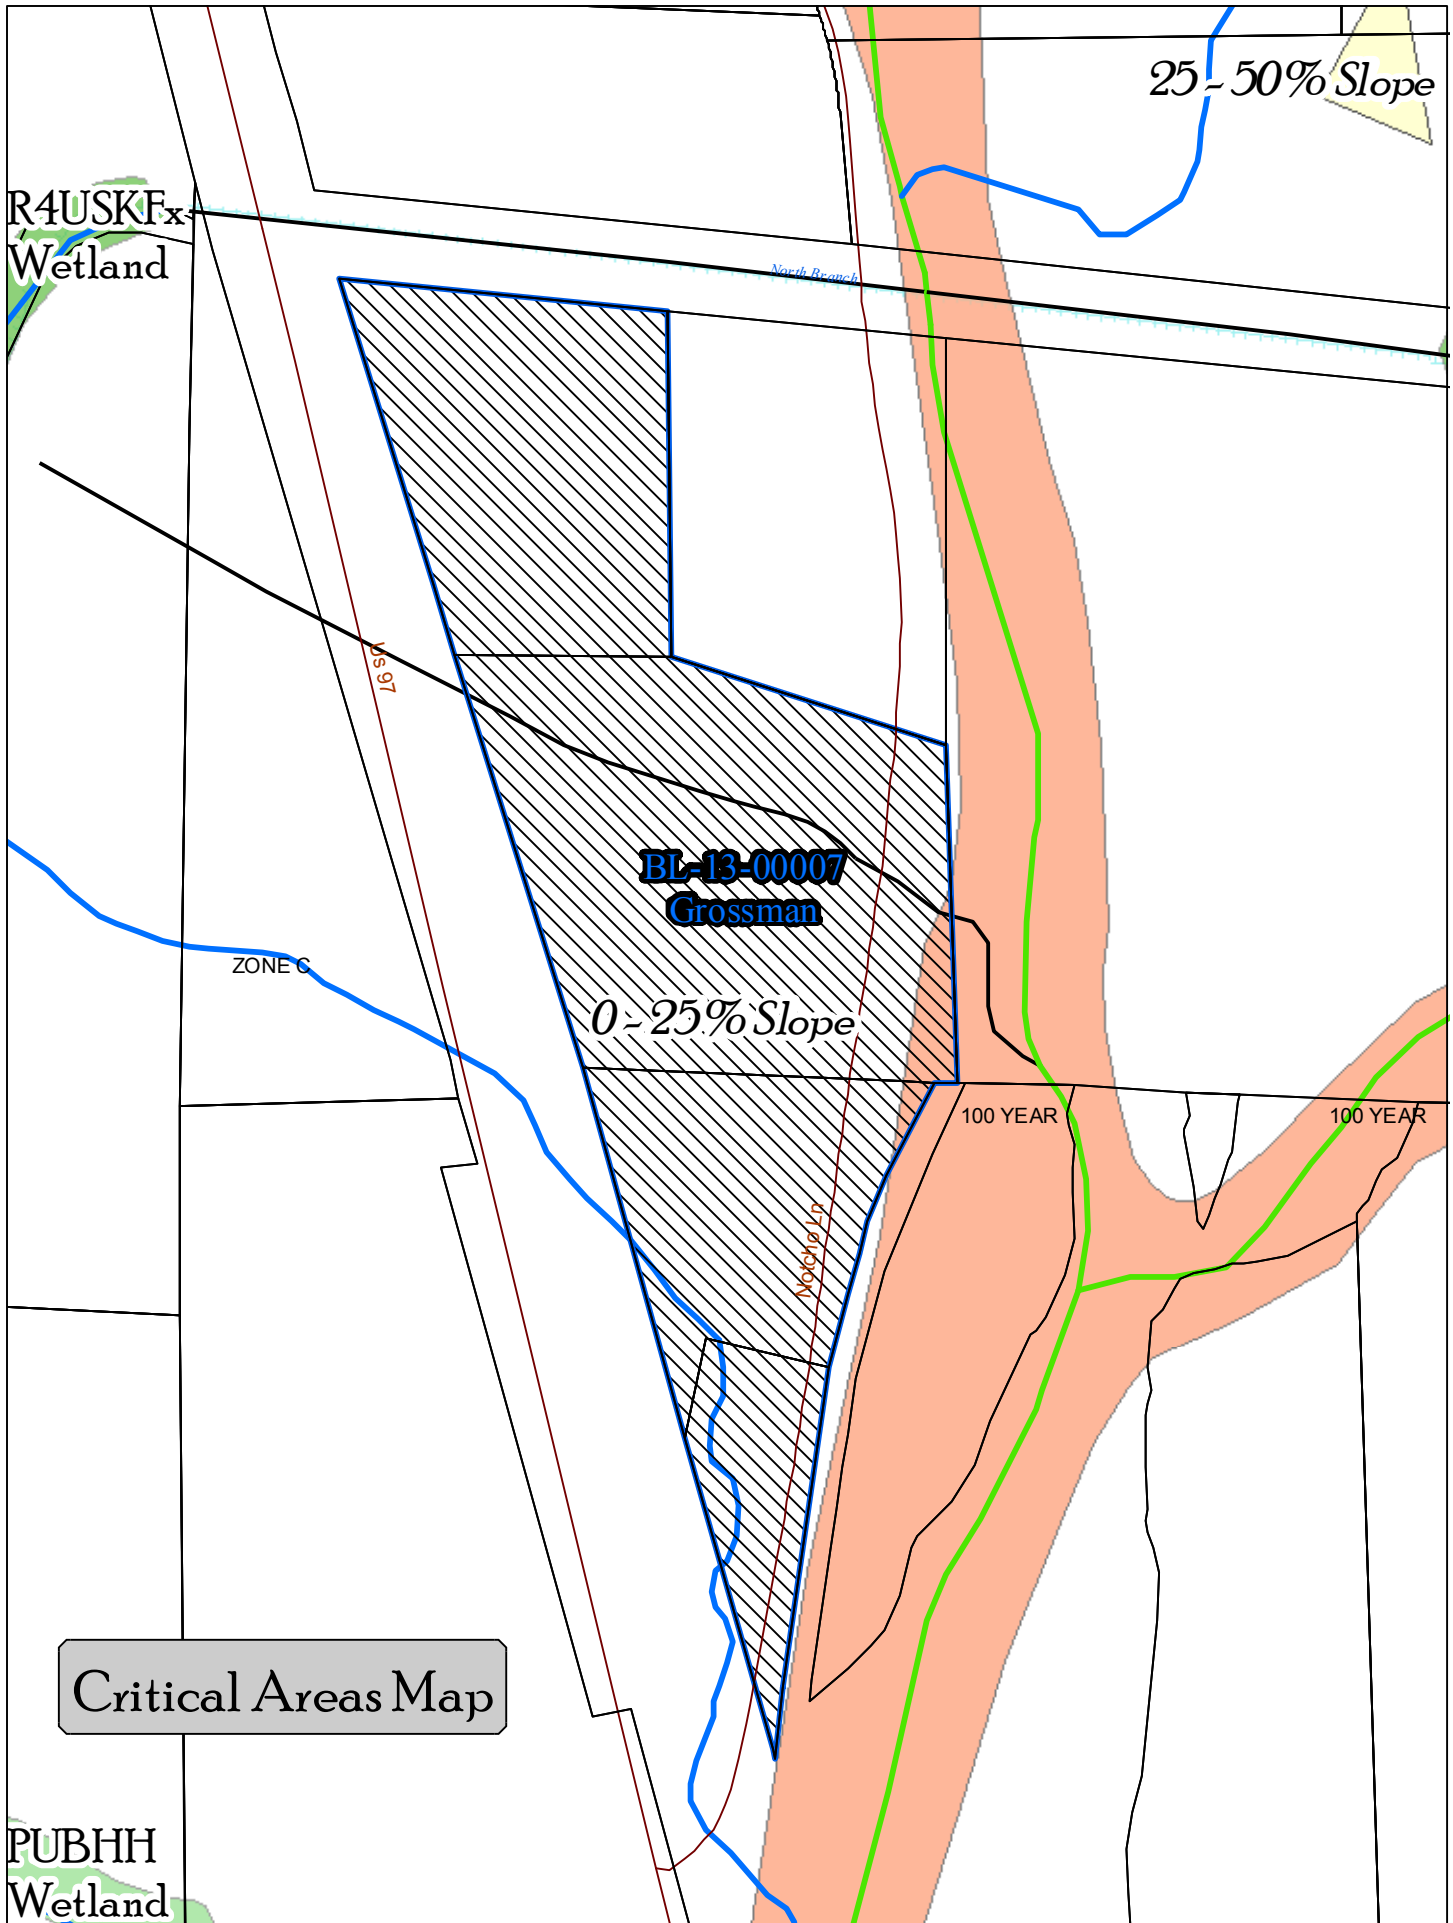 25 - 50% Slope
R4USKFx
Wetland
North Branch
Us 97
BL-13-00007
Grossman
ZONE C
0 - 25% Slope
100 YEAR
100 YEAR
Notcho Ln
Critical Areas Map
PUBHH
Wetland